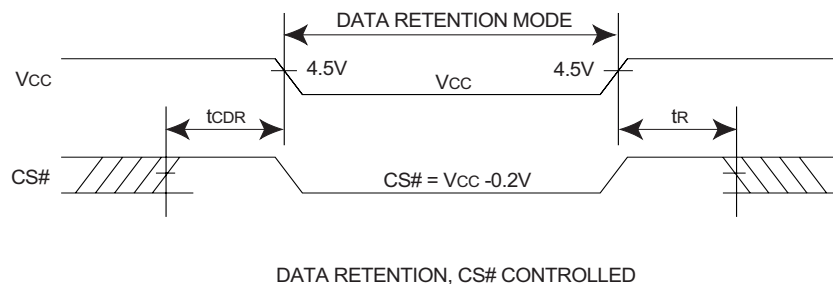 DATA RETENTION MODE
4.5V
4.5V
VCC
VCC
tCDR
tR
CS#
CS# = VCC -0.2V
DATA RETENTION, CS# CONTROLLED